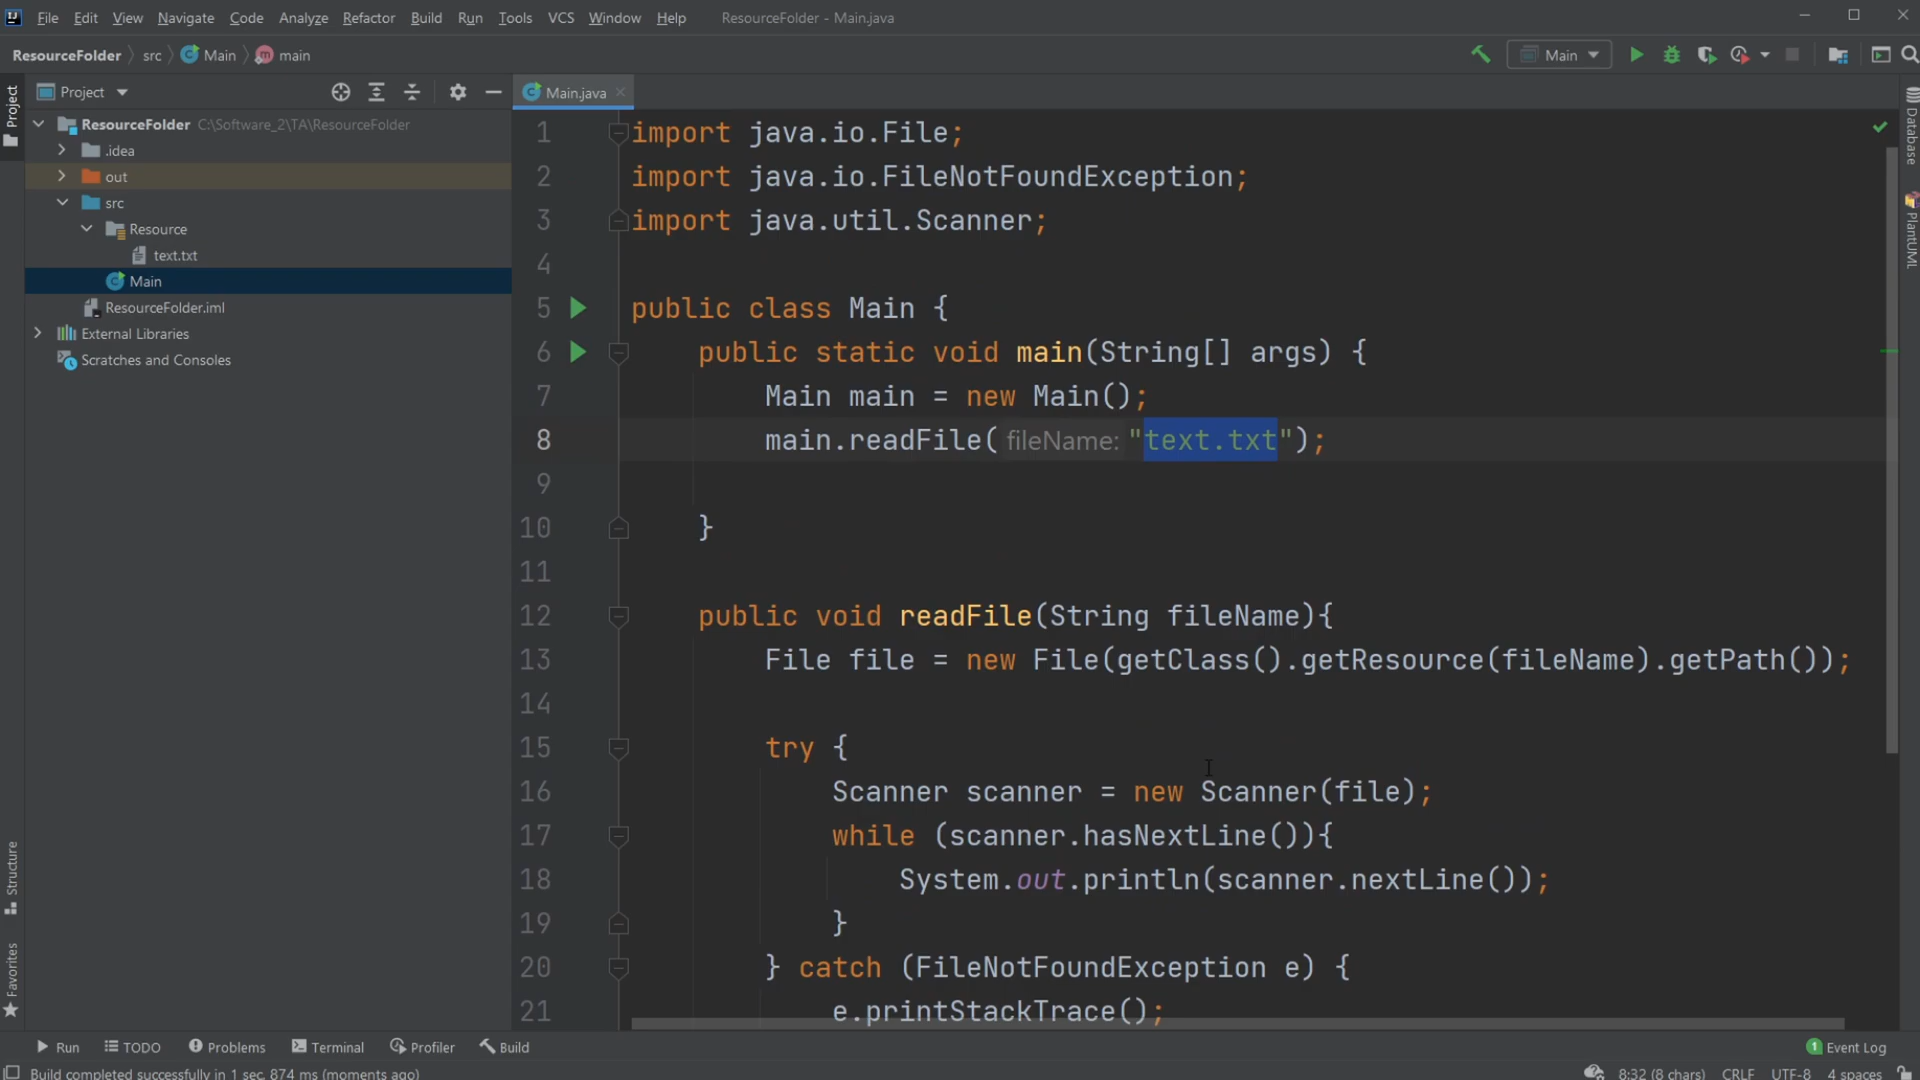 File Edit View Navigate Code Analyze Refactor Build Run Tools VCS Window Help ResourceFolder - Main.java
ResourceFolder src Main main Main
Project Main.java
ResourceFolder C:\Software_2\TA\ResourceFolder
.idea
out
src
Resource
text.txt
Main
ResourceFolder.iml
External Libraries
Scratches and Consoles
Project
Structure
Favorites
1 import java.io.File;
2 import java.io.FileNotFoundException;
3 import java.util.Scanner;
4
5 public class Main {
6 public static void main(String[] args) {
7 Main main = new Main();
8 main.readFile( fileName: "text.txt");
9
10 }
11
12 public void readFile(String fileName){
13 File file = new File(getClass().getResource(fileName).getPath());
14
15 try {
16 Scanner scanner = new Scanner(file);
17 while (scanner.hasNextLine()){
18 System.out.println(scanner.nextLine());
19 }
20 } catch (FileNotFoundException e) {
21 e.printStackTrace();
Database
PlantUML
Run TODO Problems Terminal Profiler Build 1 Event Log
Build completed successfully in 1 sec, 874 ms (moments ago) 8:32 (8 chars) CRLF UTF-8 4 spaces